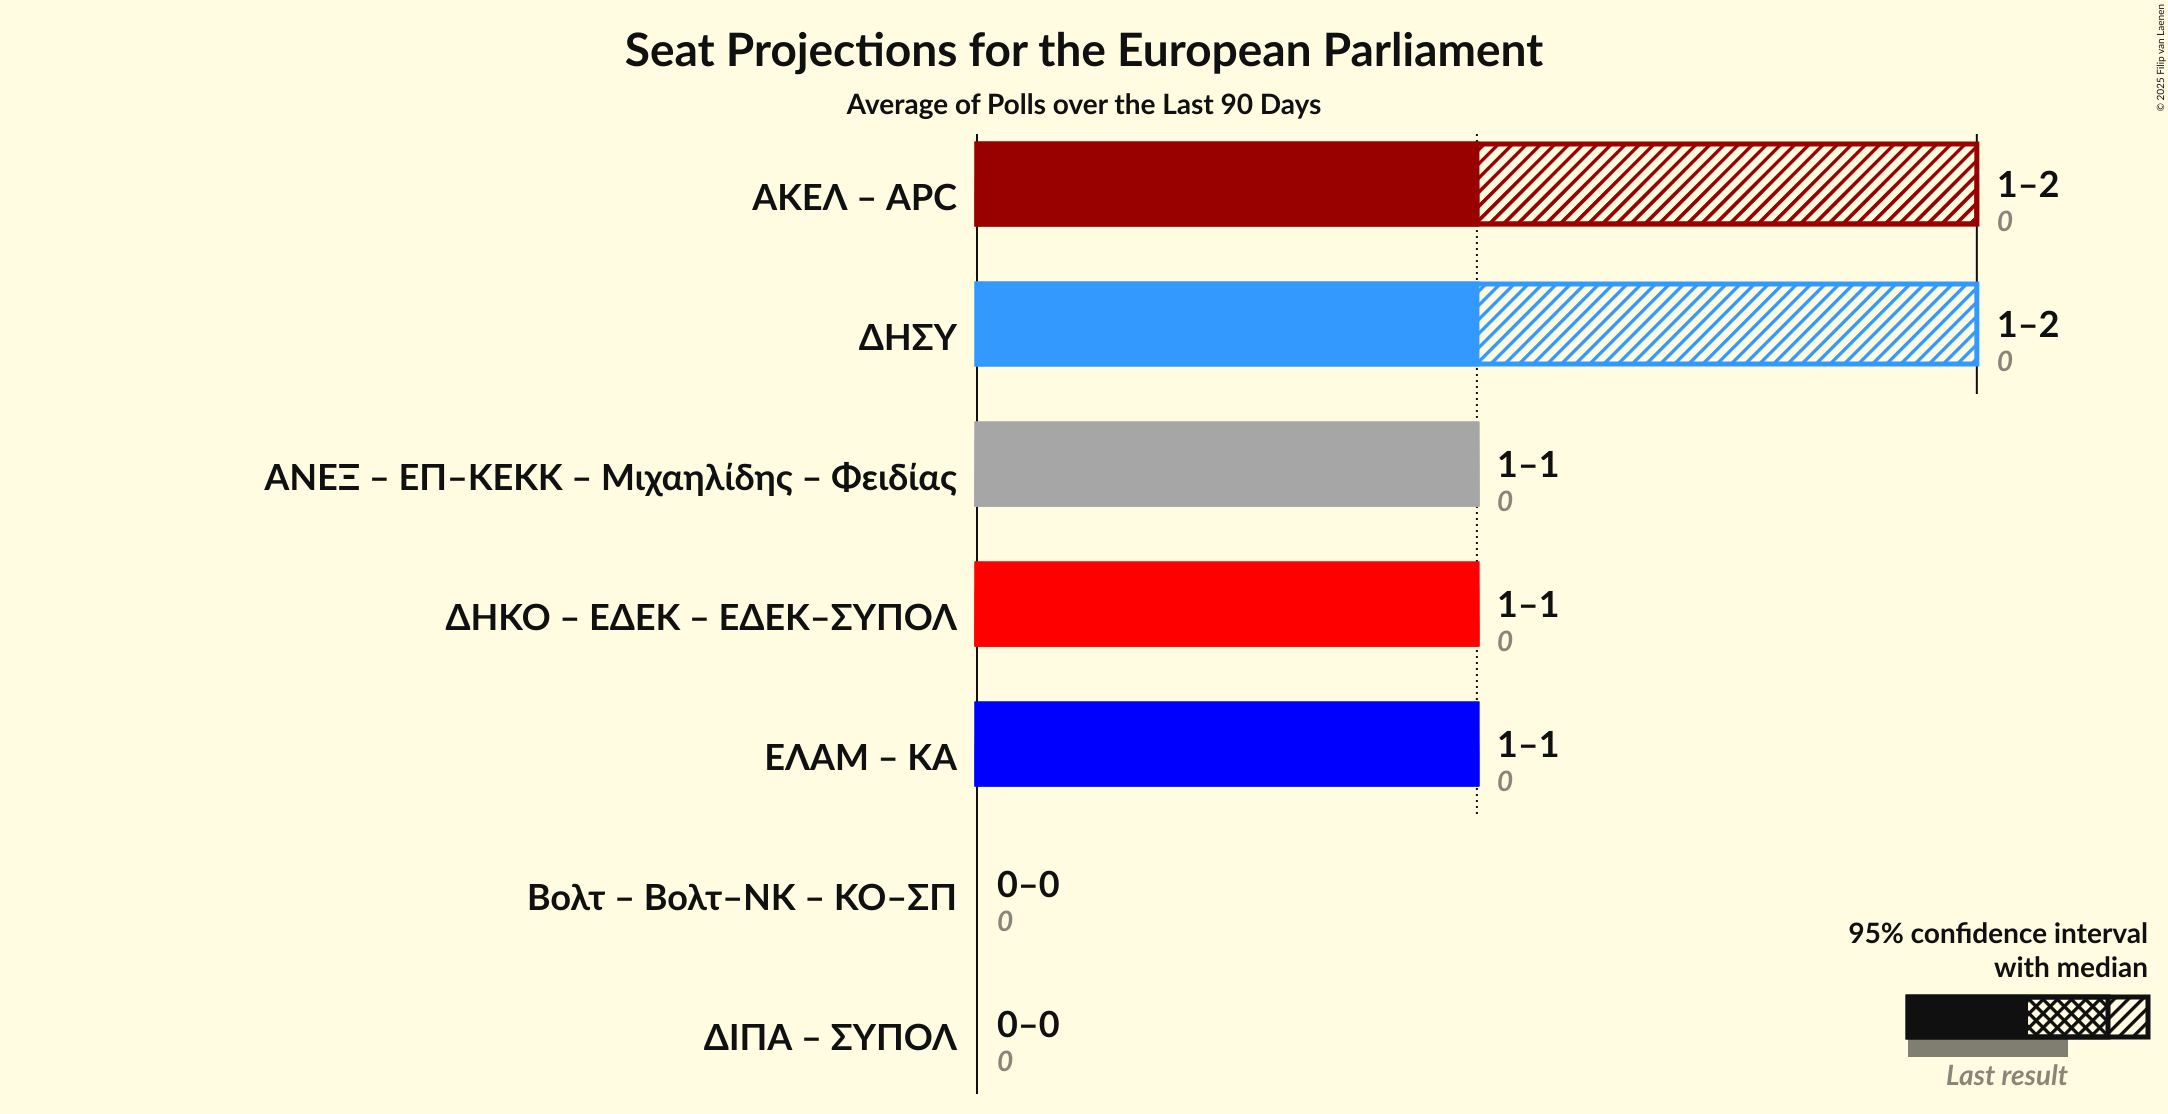 Seat Projections for the European Parliament
Average of Polls over the Last 90 Days
© 2025 Filip van Laenen
ΑΚΕΛ – APC
1–2
0
ΔΗΣΥ
1–2
0
ΑΝΕΞ – ΕΠ–ΚΕΚΚ – Μιχαηλίδης – Φειδίας
1–1
0
ΔΗΚΟ – ΕΔΕΚ – ΕΔΕΚ–ΣΥΠΟΛ
1–1
0
ΕΛΑΜ – ΚΑ
1–1
0
Βολτ – Βολτ–ΝΚ – ΚΟ–ΣΠ
0–0
0
ΔΙΠΑ – ΣΥΠΟΛ
0–0
0
95% confidence interval
with median
Last result